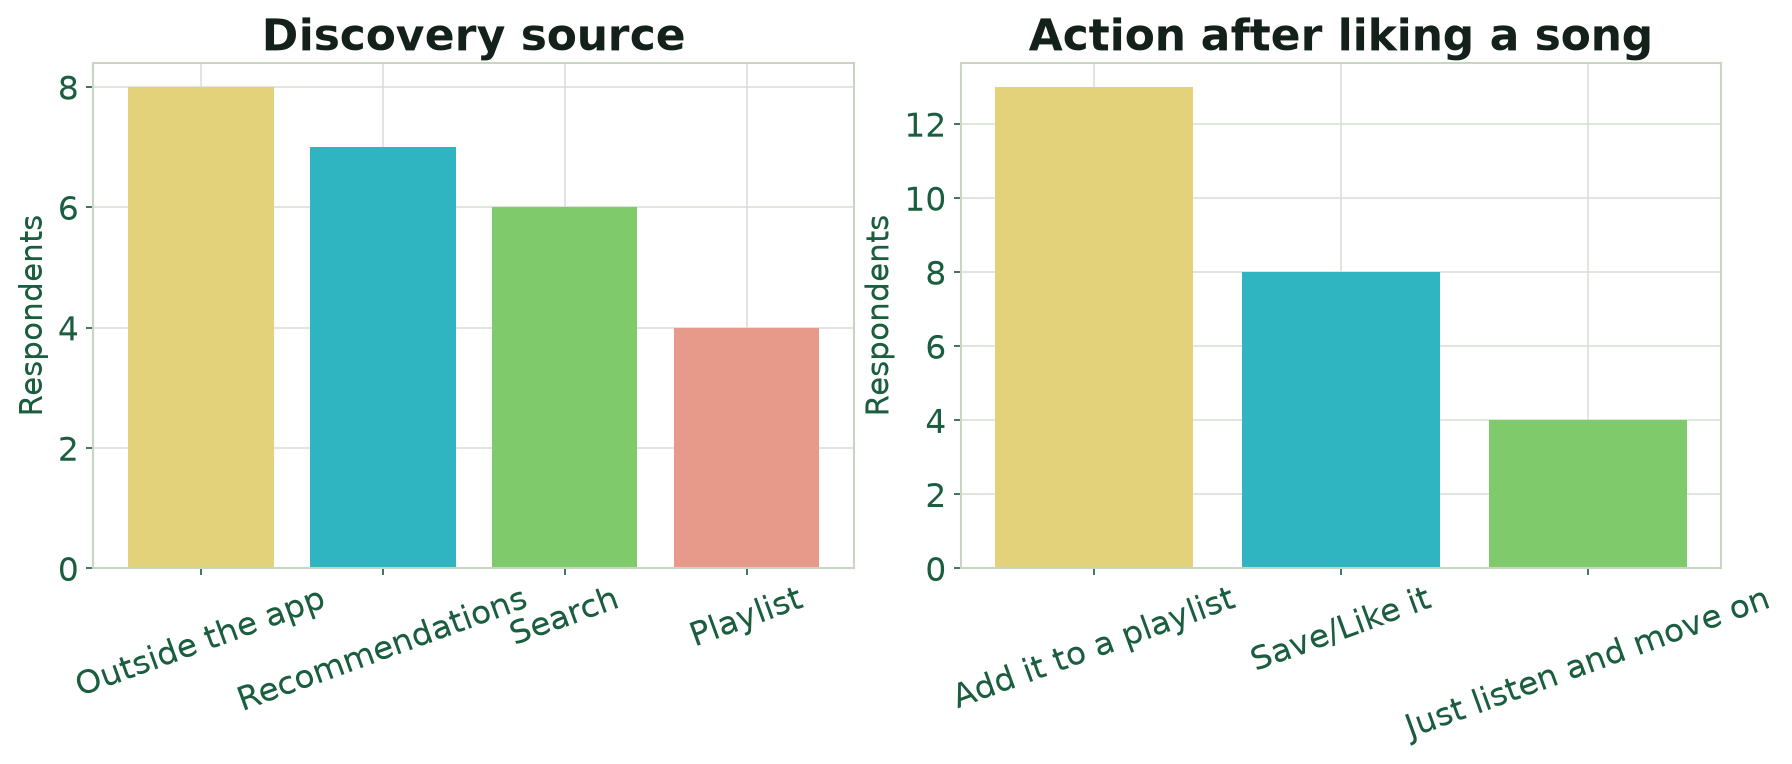 Discovery source
Respondents
8
6
4
2
0
Outside the app
Recommendations
Search
Playlist
Action after liking a song
Respondents
12
10
8
6
4
2
0
Add it to a playlist
Save/Like it
Just listen and move on